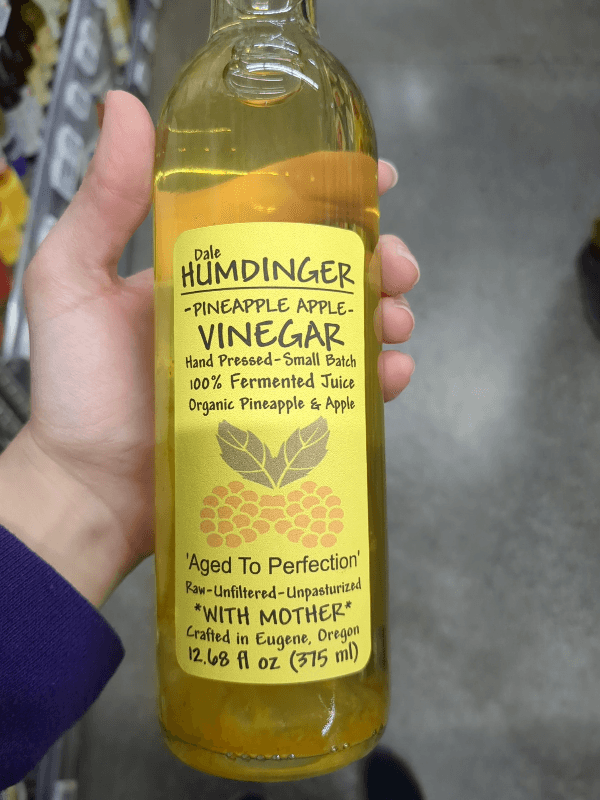 Dale
HUMDINGER
-PINEAPPLE APPLE-
VINEGAR
Hand Pressed-Small Batch
100% Fermented Juice
Organic Pineapple & Apple
'Aged To Perfection'
Raw-Unfiltered-Unpasturized
*WITH MOTHER*
Crafted in Eugene, Oregon
12.68 fl oz (375 ml)